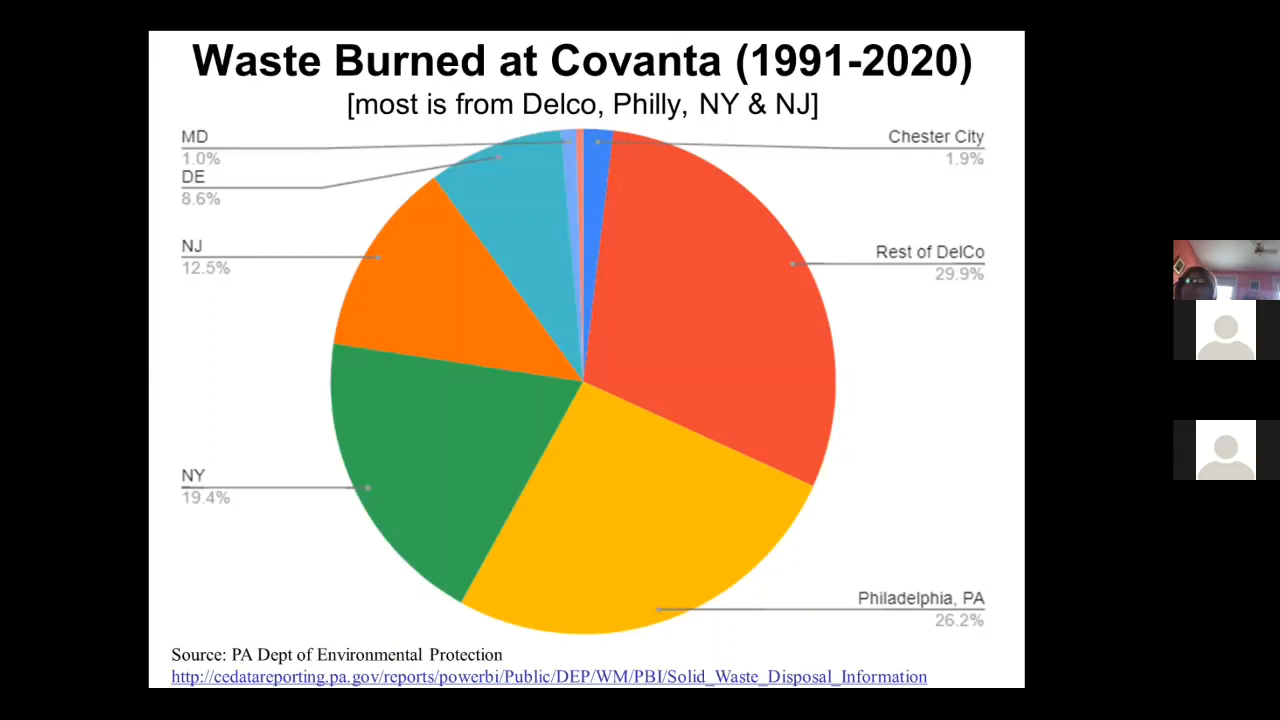 Waste Burned at Covanta (1991-2020)
[most is from Delco, Philly, NY & NJ]
MD
1.0%
DE
8.6%
NJ
12.5%
NY
19.4%
Chester City
1.9%
Rest of DelCo
29.9%
Philadelphia, PA
26.2%
Source: PA Dept of Environmental Protection
http://cedatareporting.pa.gov/reports/powerbi/Public/DEP/WM/PBI/Solid_Waste_Disposal_Information